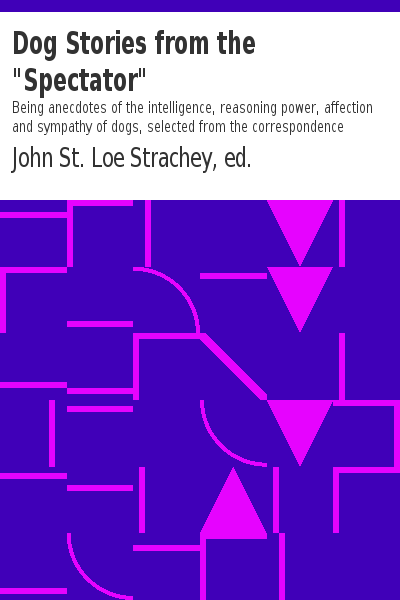 Dog Stories from the
"Spectator"
Being anecdotes of the intelligence, reasoning power, affection
and sympathy of dogs, selected from the correspondence
John St. Loe Strachey, ed.